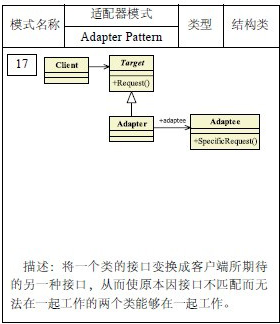 模式名称
适配器模式
Adapter Pattern
类型
结构类
17
Client
Target
+Request()
Adapter
+adaptee
Adaptee
+SpecificRequest()
描述：将一个类的接口变换成客户端所期待
的另一种接口，从而使原本因接口不匹配而无
法在一起工作的两个类能够在一起工作。